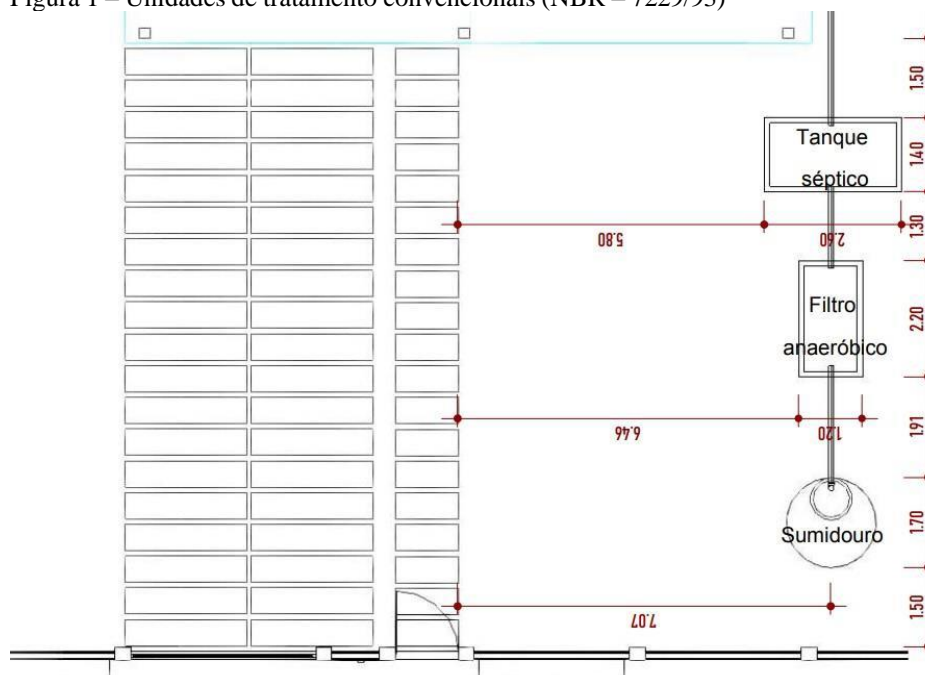 Figura 1 – Unidades de tratamento convencionais (NBR – 7229/93)
1.50
Tanque
séptico
1.40
5.80
2.60
1.30
Filtro
anaeróbico
2.20
6.46
1.20
1.91
Sumidouro
1.70
7.07
1.50